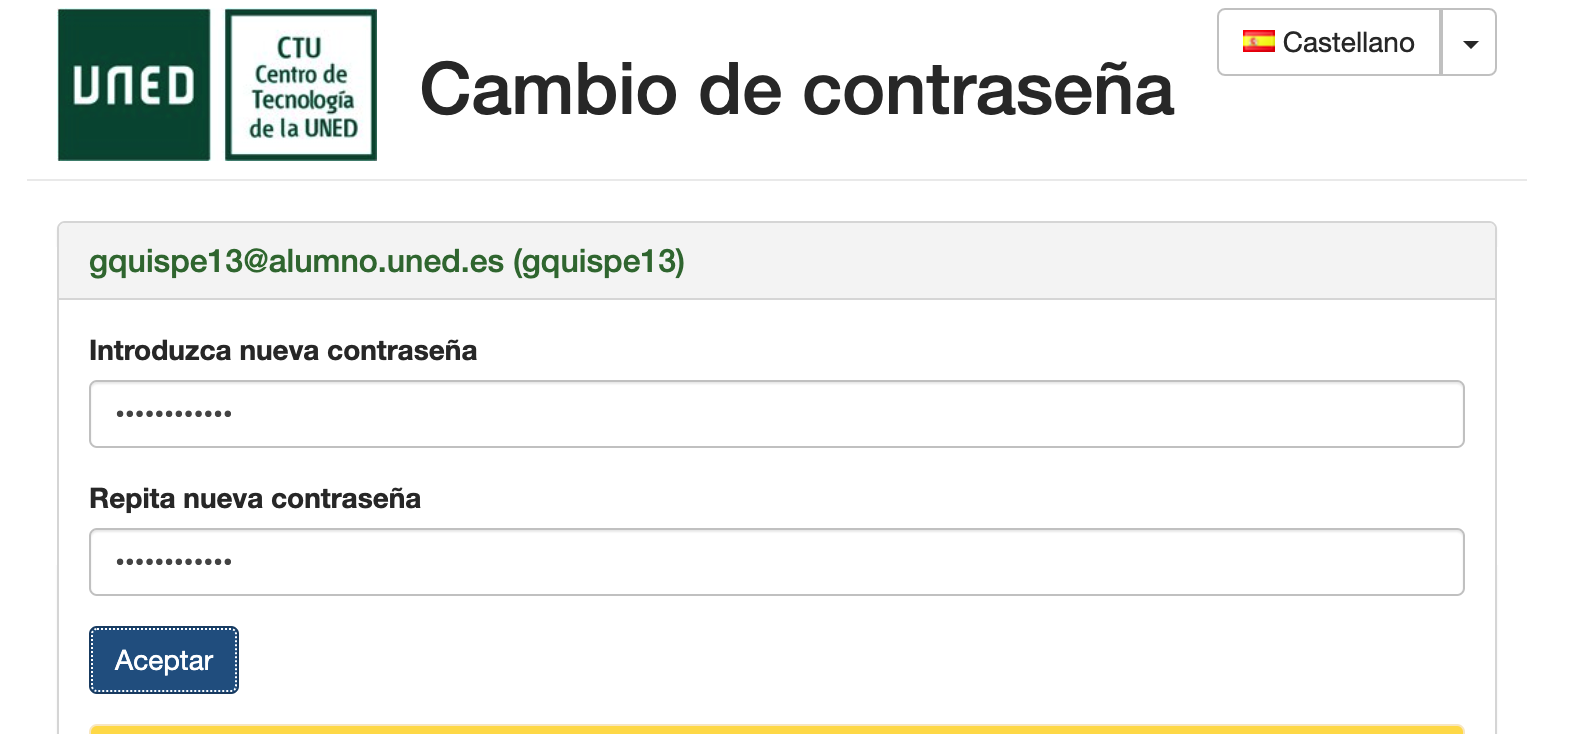 UNED
CTU
Centro de
Tecnología
de la UNED
Cambio de contraseña
Castellano
gquispe13@alumno.uned.es (gquispe13)
Introduzca nueva contraseña
••••••••••••
Repita nueva contraseña
••••••••••••
Aceptar